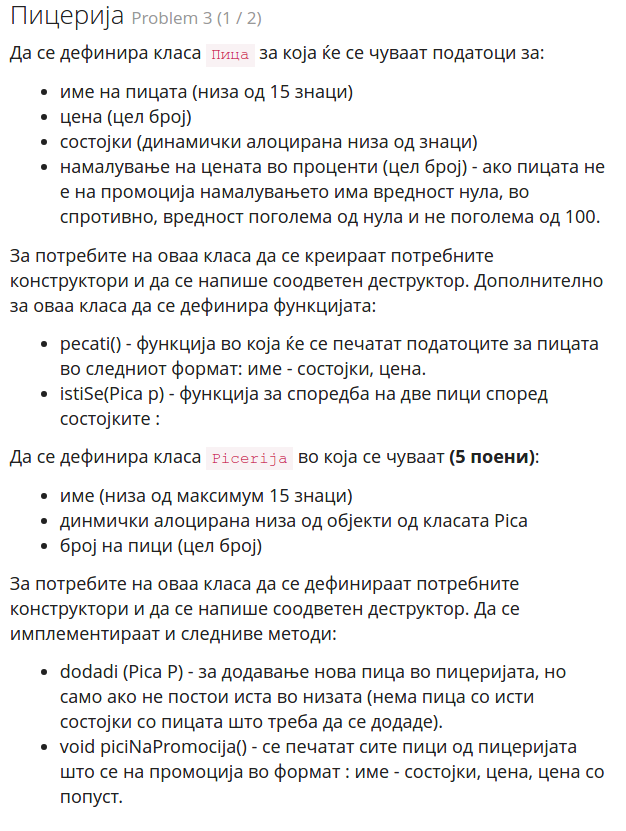 Пицерија Problem 3 (1 / 2)
Да се дефинира класа Пица за која ќе се чуваат податоци за:
• име на пицата (низа од 15 знаци)
• цена (цел број)
• состојки (динамички алоцирана низа од знаци)
• намалување на цената во проценти (цел број) - ако пицата не
е на промоција намалувањето има вредност нула, во
спротивно, вредност поголема од нула и не поголема од 100.
За потребите на оваа класа да се креираат потребните
конструктори и да се напише соодветен деструктор. Дополнително
за оваа класа да се дефинира функцијата:
• pecati() - функција во која ќе се печатат податоците за пицата
во следниот формат: име - состојки, цена.
• istiSe(Pica p) - функција за споредба на две пици според
состојките :
Да се дефинира класа Picerija во која се чуваат (5 поени):
• име (низа од максимум 15 знаци)
• динмички алоцирана низа од објекти од класата Pica
• број на пици (цел број)
За потребите на оваа класа да се дефинираат потребните
конструктори и да се напише соодветен деструктор. Да се
имплементираат и следниве методи:
• dodadi (Pica P) - за додавање нова пица во пицеријата, но
само ако не постои иста во низата (нема пица со исти
состојки со пицата што треба да се додаде).
• void piciNaPromocija() - се печатат сите пици од пицеријата
што се на промоција во формат : име - состојки, цена, цена со
попуст.